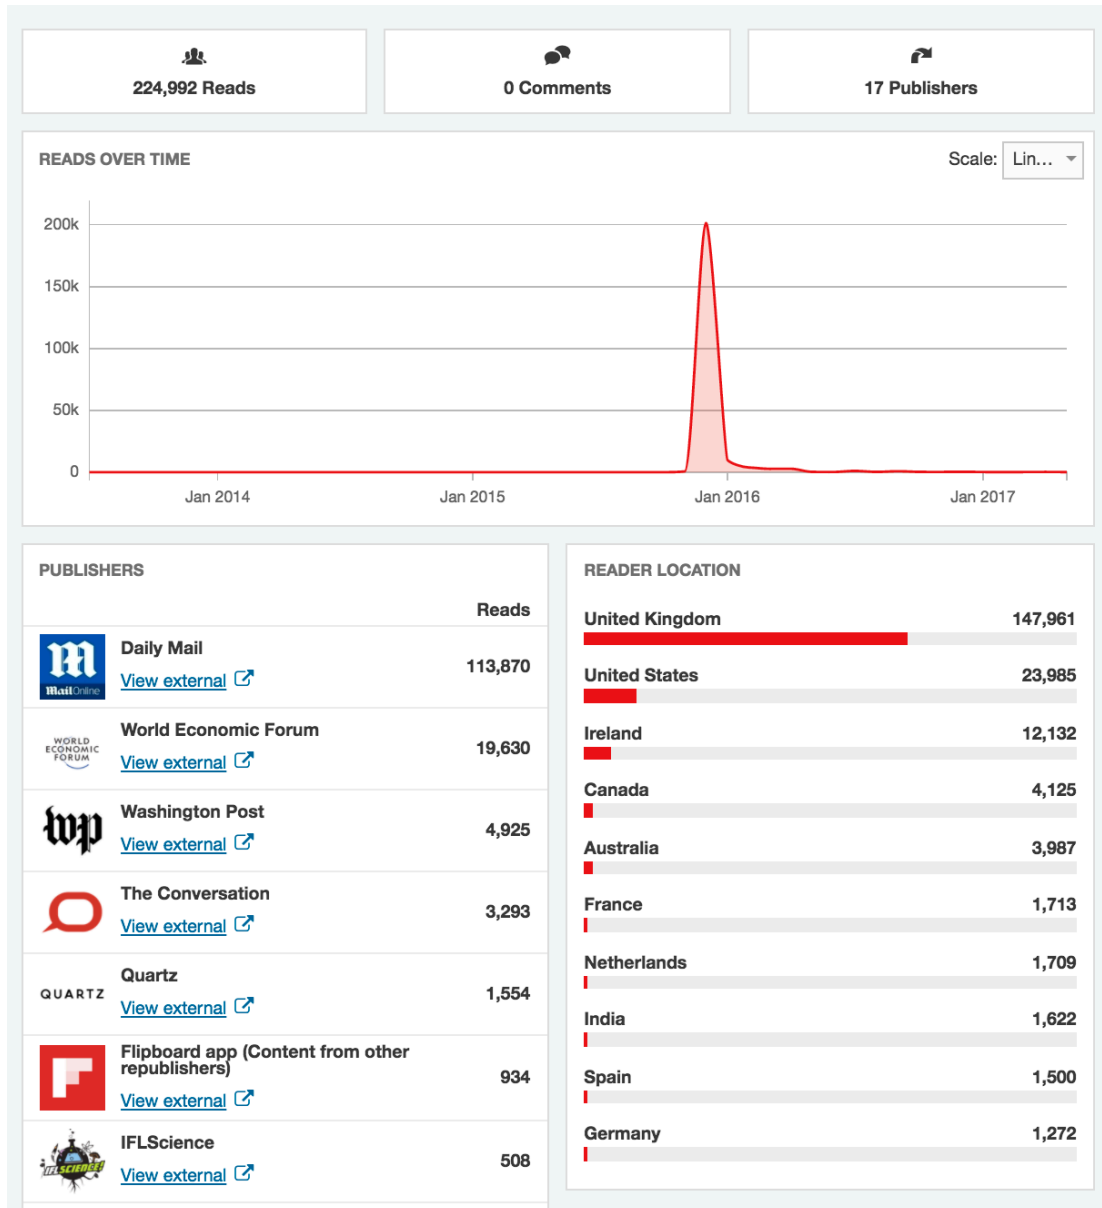 224,992 Reads
0 Comments
17 Publishers
READS OVER TIME
Scale: Lin...
200k
150k
100k
50k
0
Jan 2014
Jan 2015
Jan 2016
Jan 2017
PUBLISHERS
Reads
MailOnline
Daily Mail
View external
113,870
WORLD
ECONOMIC
FORUM
World Economic Forum
View external
19,630
wp
Washington Post
View external
4,925
The Conversation
View external
3,293
QUARTZ
Quartz
View external
1,554
Flipboard app (Content from other
republishers)
View external
934
IFLSCIENCE!
IFLScience
View external
508
READER LOCATION
United Kingdom 147,961
United States 23,985
Ireland 12,132
Canada 4,125
Australia 3,987
France 1,713
Netherlands 1,709
India 1,622
Spain 1,500
Germany 1,272